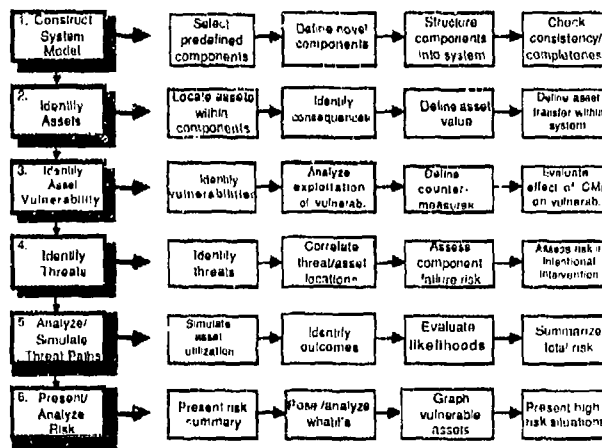 1. Construct
System
Model
Select
predefined
components
Define novel
components
Structure
components
into system
Check
consistency/
2.
Identify
Assets
Locate assets
within
components
Identify
consequences
Define asset
value
Define asset
transfer within
system
3. Identify
Asset
Vulnerability
Identify
vulnerabilities
Analyze
exploitation
of vulnerab.
Define
counter-
measures
Evaluate
effect of CM
on vulnerab.
4.
Identify
Threats
Identify
threats
Correlate
threat/asset
locations
Assess
component
failure risk
Assess risk in
Intentional
Intervention
5. Analyze/
Simulate
Threat Paths
Simulate
asset
utilization
Identify
outcomes
Evaluate
likelihoods
Summarize
total risk
6. Present/
Analyze
Risk
Present risk
summary
Pose/analyze
what if's
Graph
vulnerable
assets
Present high
risk situations